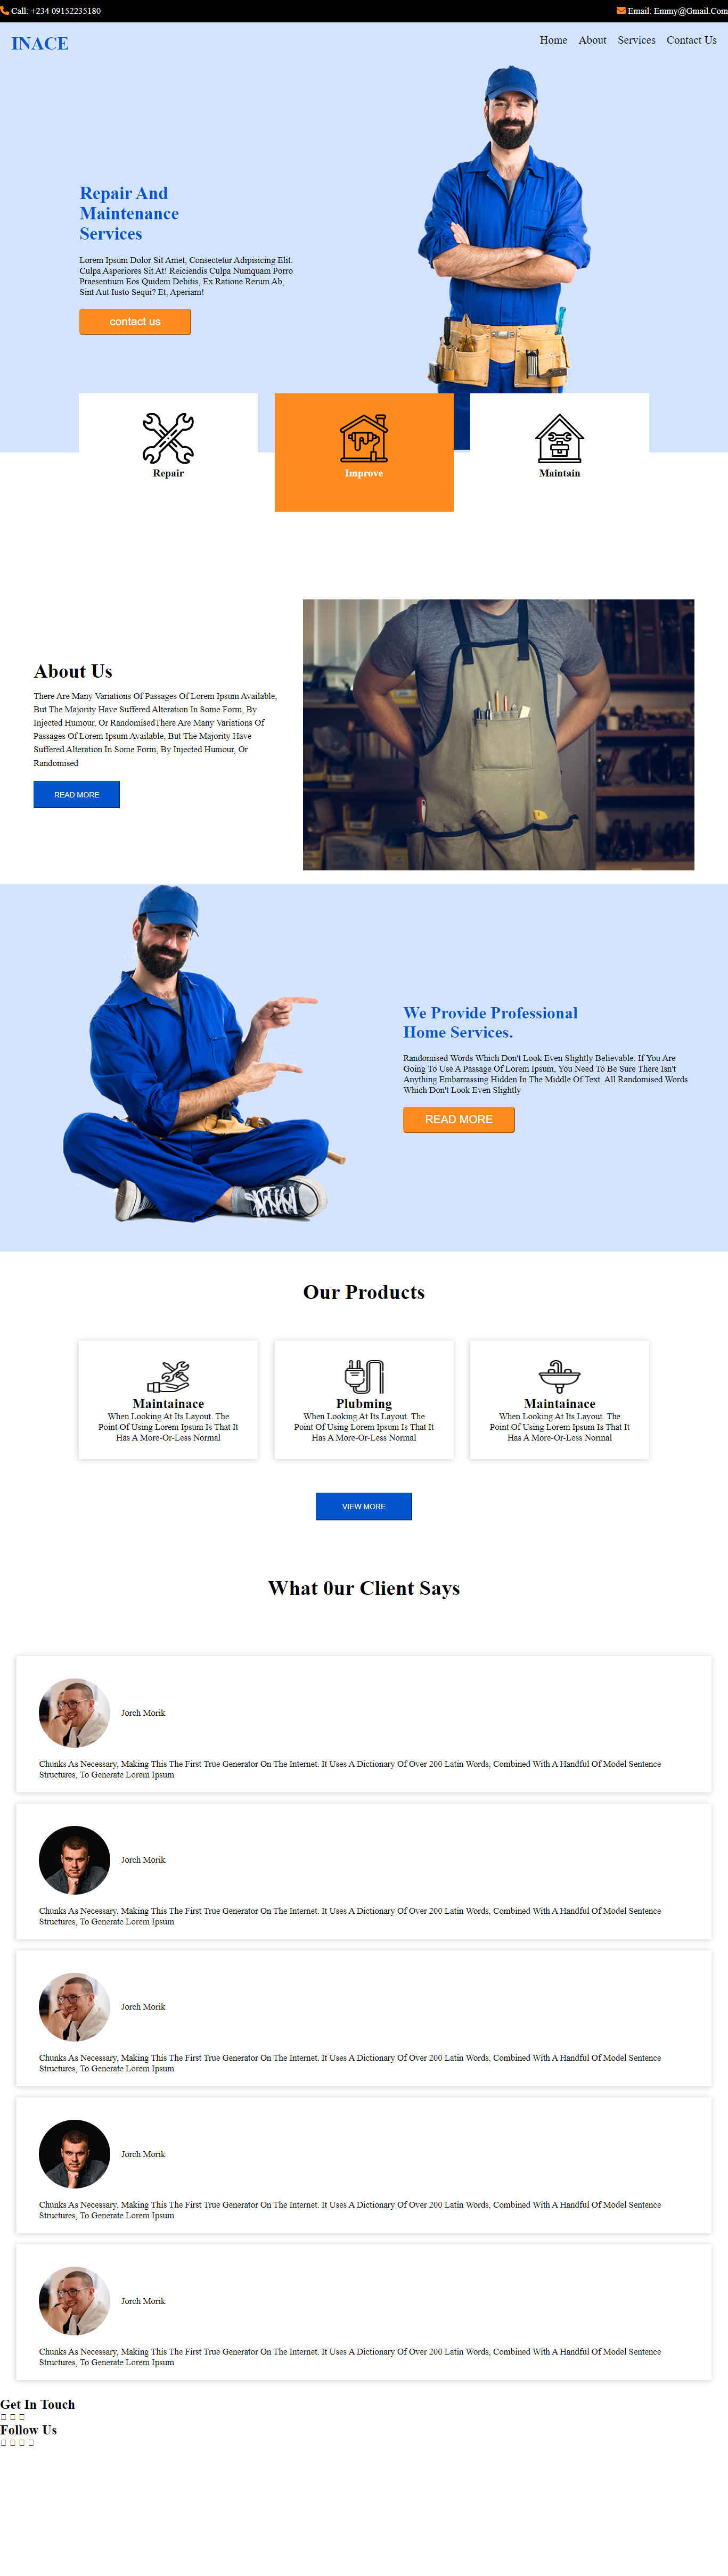 Call: +234 09152235180
Email: Emmy@Gmail.Com
INACE
Home About Services Contact Us
Repair And
Maintenance
Services
Lorem Ipsum Dolor Sit Amet, Consectetur Adipisicing Elit.
Culpa Asperiores Sit At! Reiciendis Culpa Numquam Porro
Praesentium Eos Quidem Debitis, Ex Ratione Rerum Ab,
Sint Aut Iusto Sequi? Et, Aperiam!
contact us
Repair
Improve
Maintain
About Us
There Are Many Variations Of Passages Of Lorem Ipsum Available,
But The Majority Have Suffered Alteration In Some Form, By
Injected Humour, Or RandomisedThere Are Many Variations Of
Passages Of Lorem Ipsum Available, But The Majority Have
Suffered Alteration In Some Form, By Injected Humour, Or
Randomised
READ MORE
We Provide Professional
Home Services.
Randomised Words Which Don't Look Even Slightly Believable. If You Are
Going To Use A Passage Of Lorem Ipsum, You Need To Be Sure There Isn't
Anything Embarrassing Hidden In The Middle Of Text. All Randomised Words
Which Don't Look Even Slightly
READ MORE
Our Products
Maintainace
When Looking At Its Layout. The
Point Of Using Lorem Ipsum Is That It
Has A More-Or-Less Normal
Plubming
When Looking At Its Layout. The
Point Of Using Lorem Ipsum Is That It
Has A More-Or-Less Normal
Maintainace
When Looking At Its Layout. The
Point Of Using Lorem Ipsum Is That It
Has A More-Or-Less Normal
VIEW MORE
What 0ur Client Says
Jorch Morik
Chunks As Necessary, Making This The First True Generator On The Internet. It Uses A Dictionary Of Over 200 Latin Words, Combined With A Handful Of Model Sentence
Structures, To Generate Lorem Ipsum
Jorch Morik
Chunks As Necessary, Making This The First True Generator On The Internet. It Uses A Dictionary Of Over 200 Latin Words, Combined With A Handful Of Model Sentence
Structures, To Generate Lorem Ipsum
Jorch Morik
Chunks As Necessary, Making This The First True Generator On The Internet. It Uses A Dictionary Of Over 200 Latin Words, Combined With A Handful Of Model Sentence
Structures, To Generate Lorem Ipsum
Jorch Morik
Chunks As Necessary, Making This The First True Generator On The Internet. It Uses A Dictionary Of Over 200 Latin Words, Combined With A Handful Of Model Sentence
Structures, To Generate Lorem Ipsum
Jorch Morik
Chunks As Necessary, Making This The First True Generator On The Internet. It Uses A Dictionary Of Over 200 Latin Words, Combined With A Handful Of Model Sentence
Structures, To Generate Lorem Ipsum
Get In Touch
Follow Us